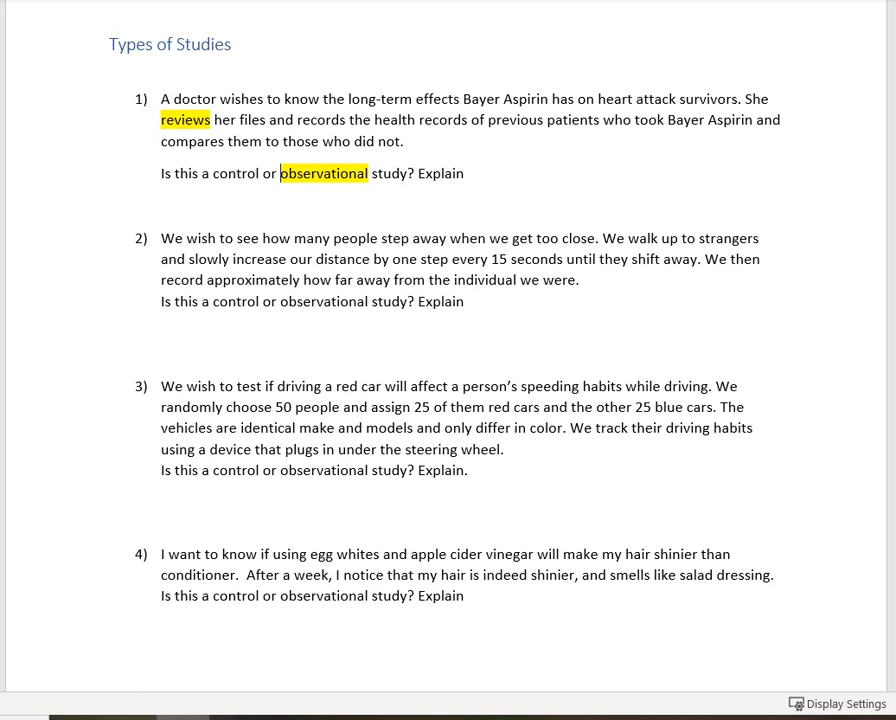 Types of Studies
1) A doctor wishes to know the long-term effects Bayer Aspirin has on heart attack survivors. She
reviews her files and records the health records of previous patients who took Bayer Aspirin and
compares them to those who did not.
Is this a control or observational study? Explain
2) We wish to see how many people step away when we get too close. We walk up to strangers
and slowly increase our distance by one step every 15 seconds until they shift away. We then
record approximately how far away from the individual we were.
Is this a control or observational study? Explain
3) We wish to test if driving a red car will affect a person’s speeding habits while driving. We
randomly choose 50 people and assign 25 of them red cars and the other 25 blue cars. The
vehicles are identical make and models and only differ in color. We track their driving habits
using a device that plugs in under the steering wheel.
Is this a control or observational study? Explain.
4) I want to know if using egg whites and apple cider vinegar will make my hair shinier than
conditioner.  After a week, I notice that my hair is indeed shinier, and smells like salad dressing.
Is this a control or observational study? Explain
Display Settings